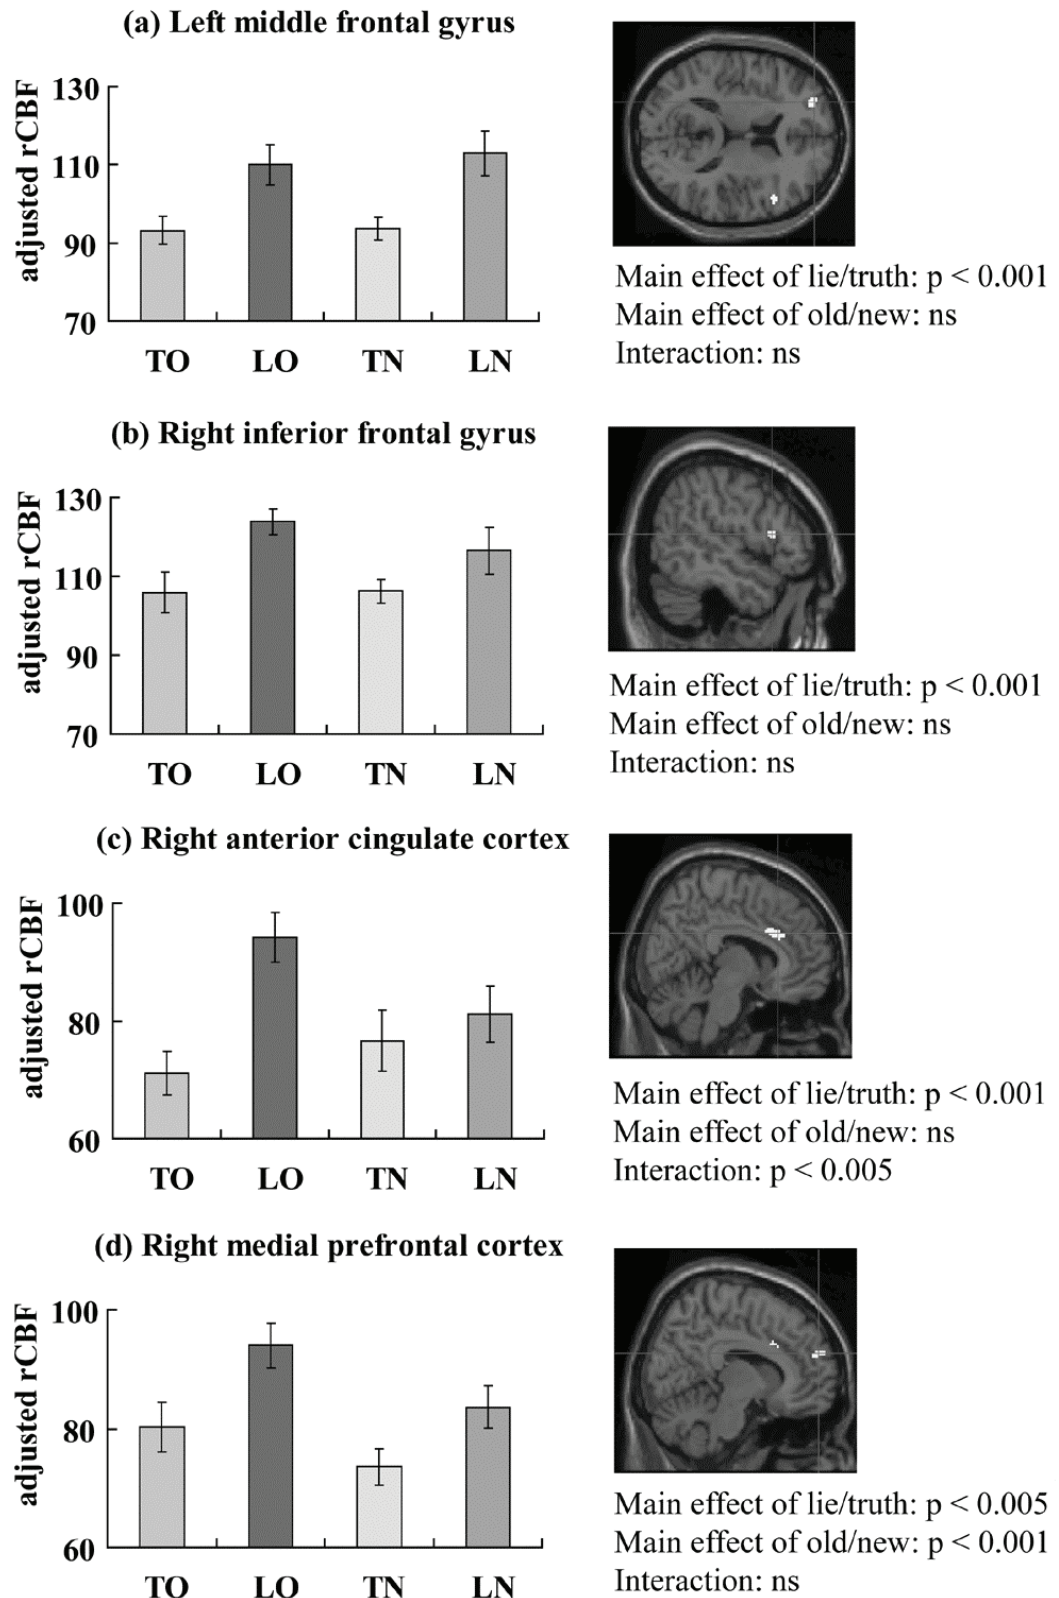 (a) Left middle frontal gyrus
adjusted rCBF
130
110
90
70
TO LO TN LN
Main effect of lie/truth: p < 0.001
Main effect of old/new: ns
Interaction: ns
(b) Right inferior frontal gyrus
adjusted rCBF
130
110
90
70
TO LO TN LN
Main effect of lie/truth: p < 0.001
Main effect of old/new: ns
Interaction: ns
(c) Right anterior cingulate cortex
adjusted rCBF
100
80
60
TO LO TN LN
Main effect of lie/truth: p < 0.001
Main effect of old/new: ns
Interaction: p < 0.005
(d) Right medial prefrontal cortex
adjusted rCBF
100
80
60
TO LO TN LN
Main effect of lie/truth: p < 0.005
Main effect of old/new: p < 0.001
Interaction: ns